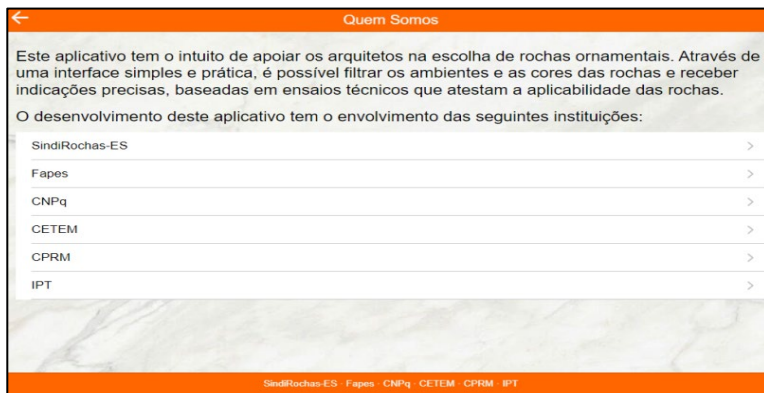 Quem Somos
Este aplicativo tem o intuito de apoiar os arquitetos na escolha de rochas ornamentais. Através de
uma interface simples e prática, é possível filtrar os ambientes e as cores das rochas e receber
indicações precisas, baseadas em ensaios técnicos que atestam a aplicabilidade das rochas.
O desenvolvimento deste aplicativo tem o envolvimento das seguintes instituições:
SindiRochas-ES
Fapes
CNPq
CETEM
CPRM
IPT
SindiRochas-ES · Fapes · CNPq · CETEM · CPRM · IPT